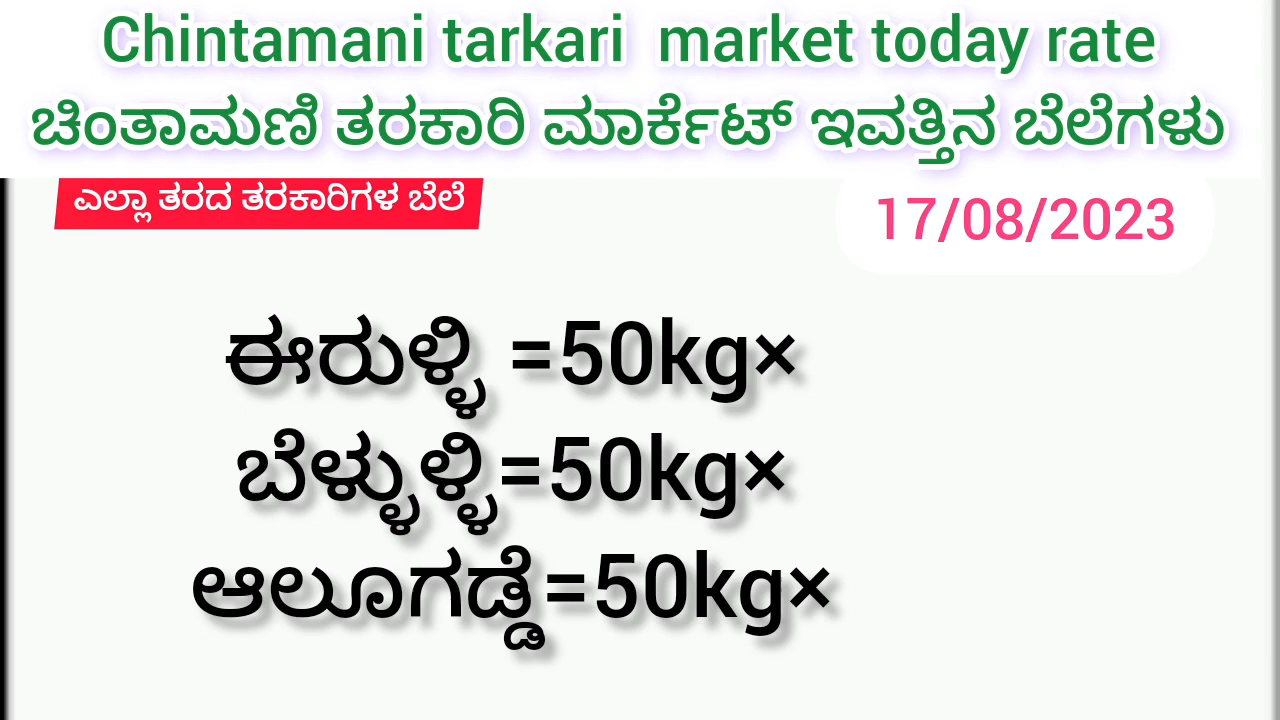 Chintamani tarkari market today rate
ಚಿಂತಾಮಣಿ ತರಕಾರಿ ಮಾರ್ಕೆಟ್ ಇವತ್ತಿನ ಬೆಲೆಗಳು
ಎಲ್ಲಾ ತರದ ತರಕಾರಿಗಳ ಬೆಲೆ
17/08/2023
ಈರುಳ್ಳಿ =50kg×
ಬೆಳ್ಳುಳ್ಳಿ=50kg×
ಆಲೂಗಡ್ಡೆ=50kg×